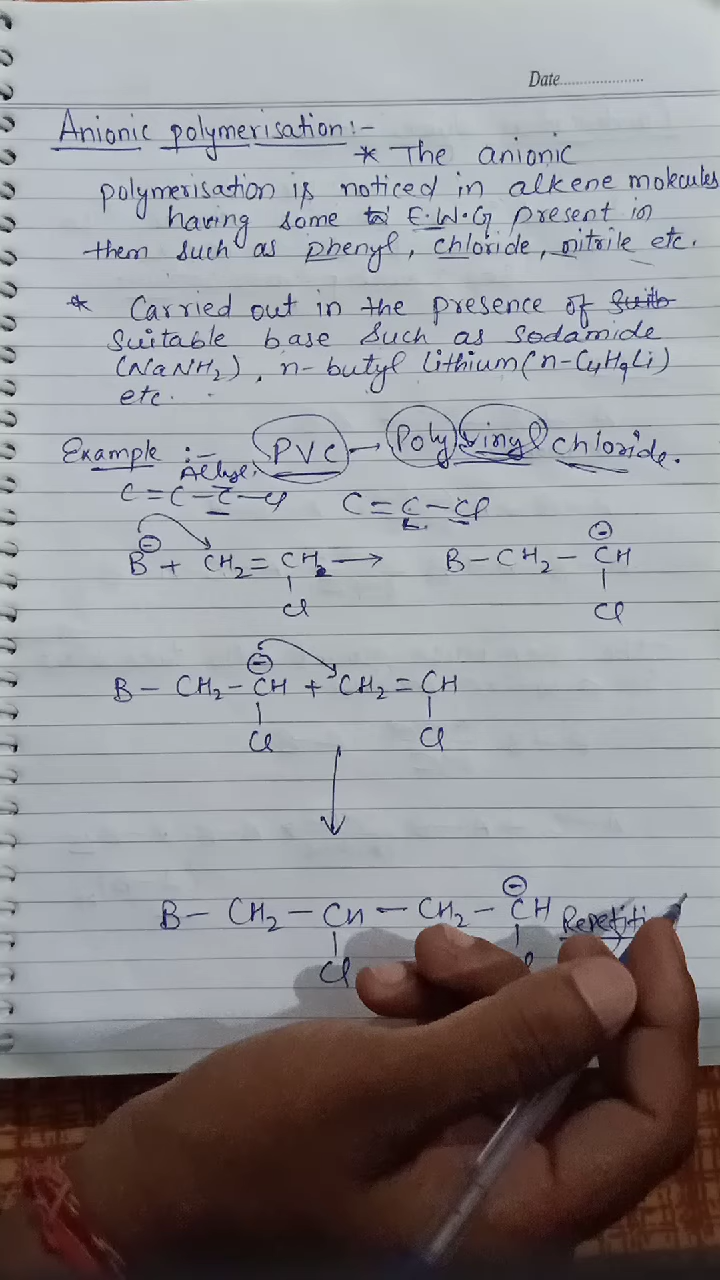 Date.....................
Anionic polymerisation:-
* The anionic
polymerisation is noticed in alkene molecules
having some E.W.G present in
them such as phenyl, chloride, nitrile etc.
* Carried out in the presence of
suitable base such as sodamide
(NaNH₂), n-butyl lithium (n-C₄H₉Li)
etc.
Example :- PVC → Polyvinyl chloride.
C=C-C-Cl C=C-Cl
B⊖ + CH₂ = CH₂ → B-CH₂-CH⊖
Cl Cl
B - CH₂ - CH⊖ + CH₂ = CH
Cl Cl
↓
B - CH₂ - CH - CH₂ - CH⊖
Cl